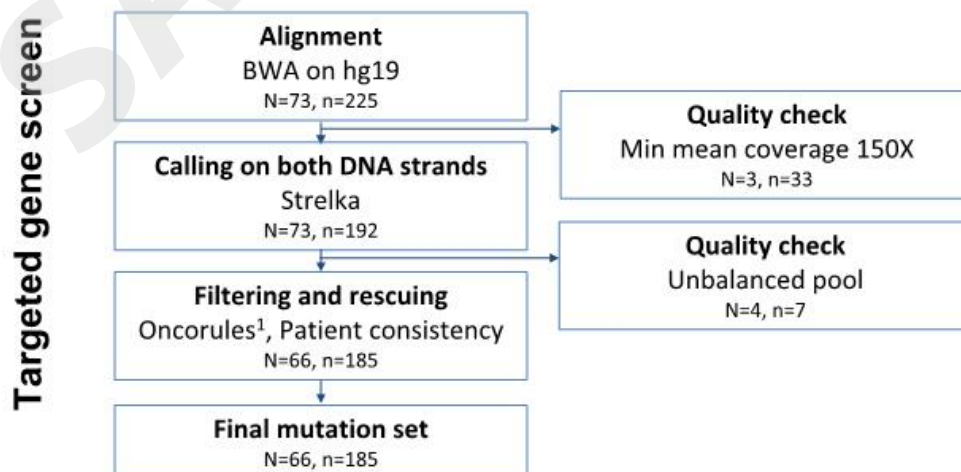 Targeted gene screen
Alignment
BWA on hg19
N=73, n=225
Quality check
Min mean coverage 150X
N=3, n=33
Calling on both DNA strands
Strelka
N=73, n=192
Quality check
Unbalanced pool
N=4, n=7
Filtering and rescuing
Oncorules¹, Patient consistency
N=66, n=185
Final mutation set
N=66, n=185